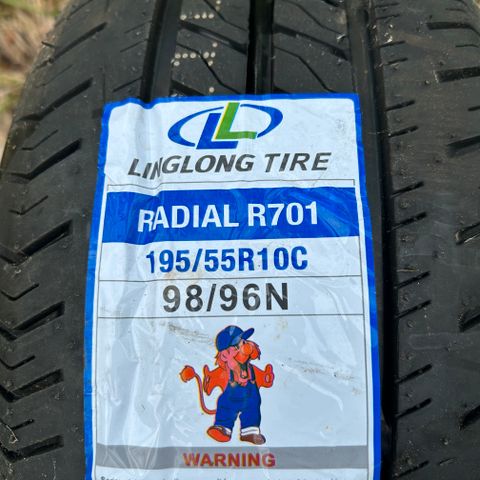 LINGLONG TIRE
RADIAL R701
195/55R10C
98/96N
WARNING